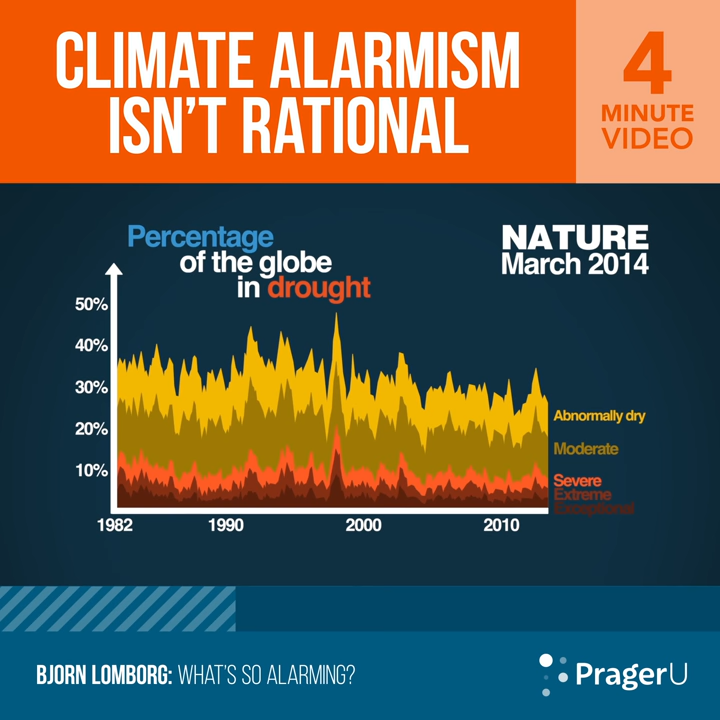 CLIMATE ALARMISM
ISN'T RATIONAL
4
MINUTE
VIDEO
Percentage
of the globe
in drought
NATURE
March 2014
50%
40%
30%
20%
10%
Abnormally dry
Moderate
Severe
Extreme
Exceptional
1982
1990
2000
2010
BJORN LOMBORG: WHAT'S SO ALARMING?
PragerU